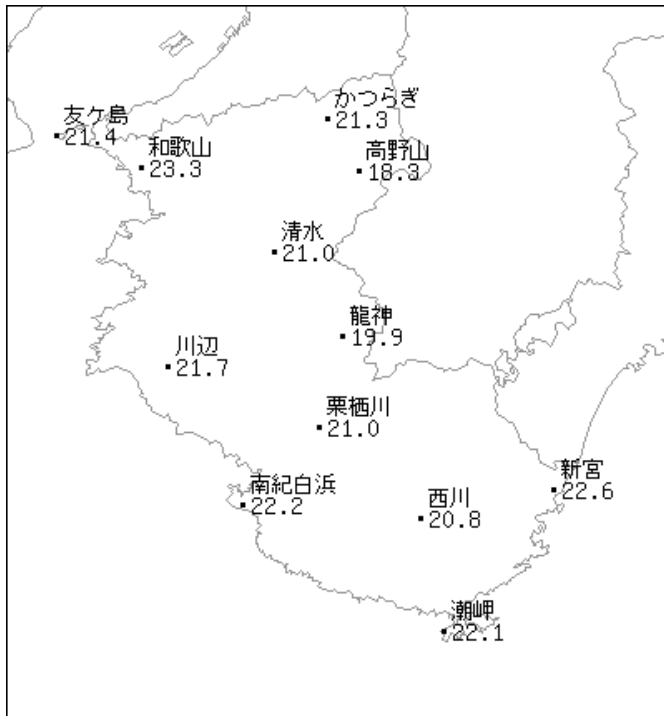 かつらぎ
21.3
友ケ島
21.4
和歌山
23.3
高野山
18.3
清水
21.0
龍神
19.9
川辺
21.7
栗栖川
21.0
新宮
22.6
南紀白浜
22.2
西川
20.8
潮岬
22.1